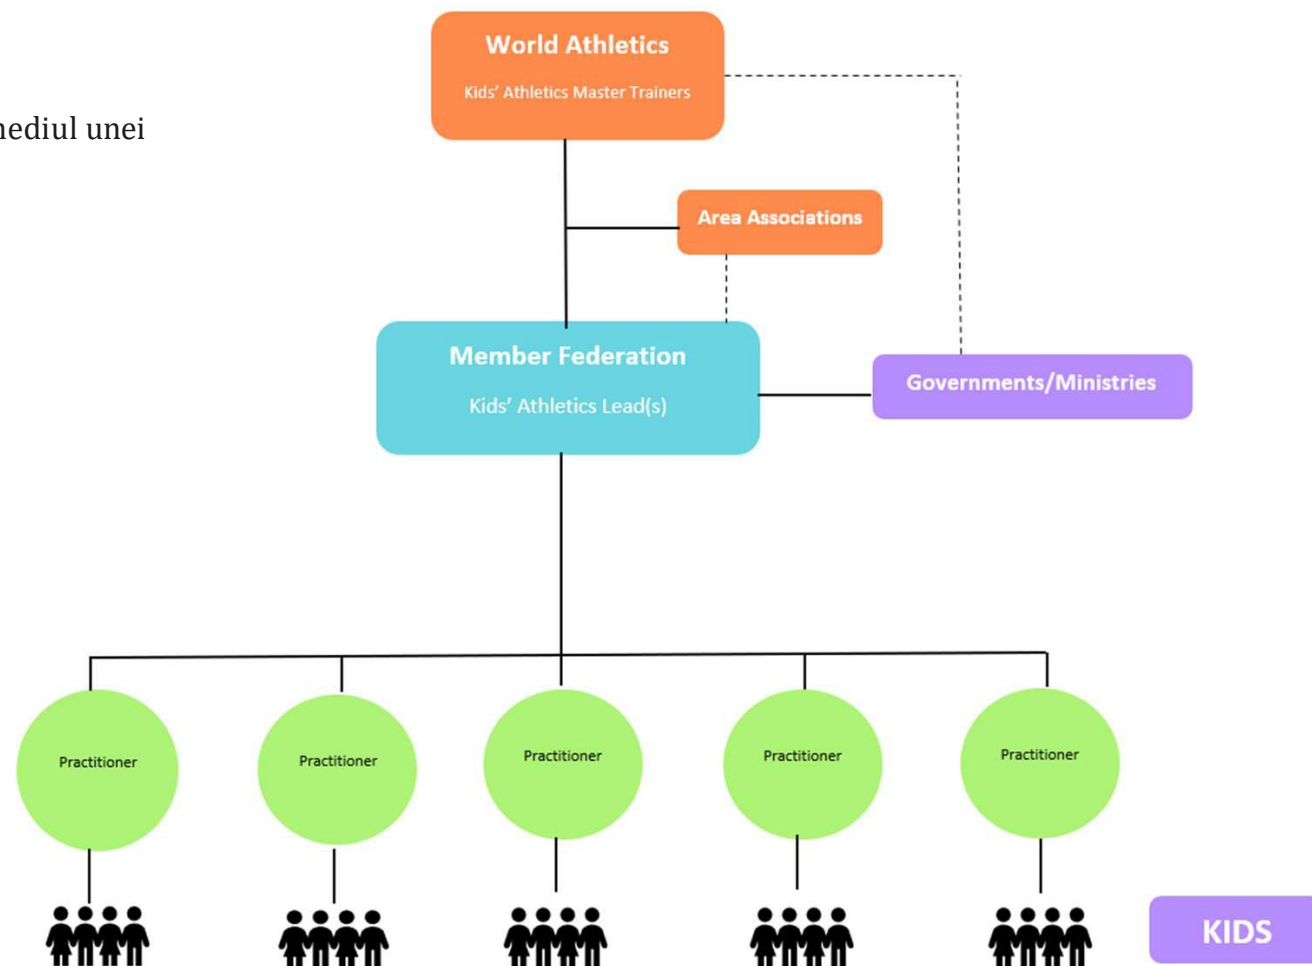 World Athletics
Kids' Athletics Master Trainers
unei
Area Associations
Member Federation
Kids' Athletics Lead(s)
Governments/Ministries
Practitioner
Practitioner
Practitioner
Practitioner
Practitioner
KIDS